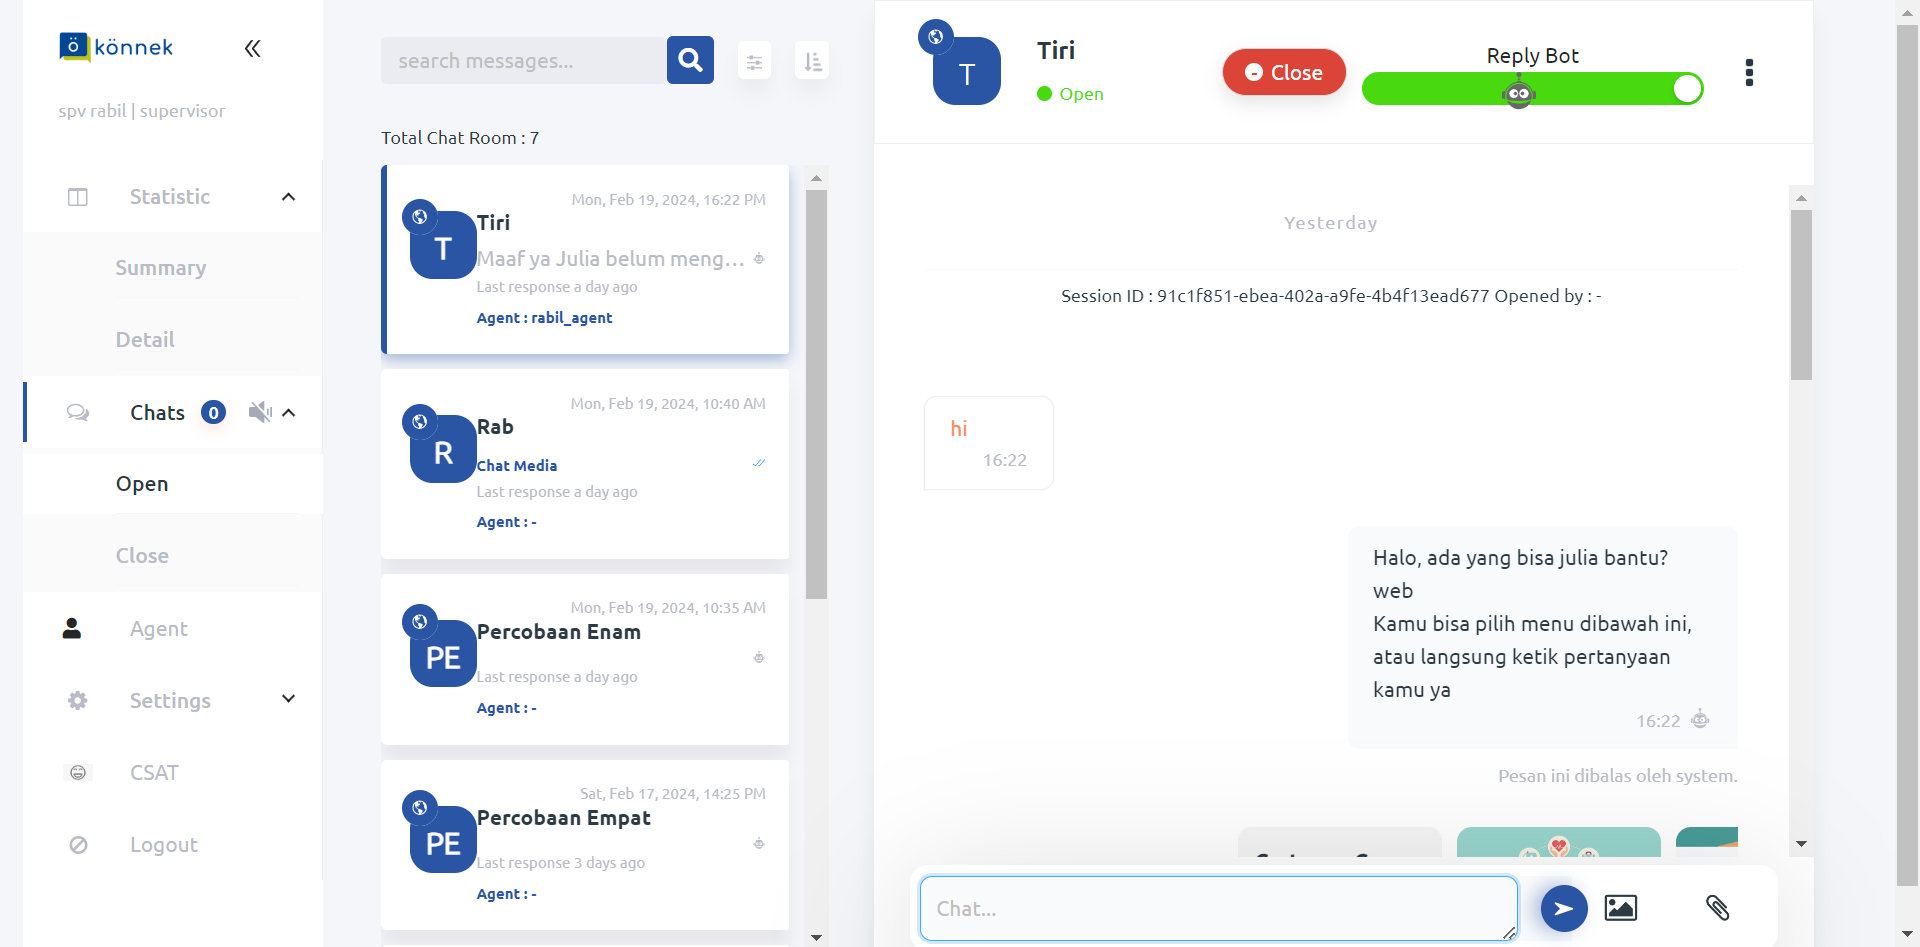 könnek
spv rabil | supervisor
Statistic
Summary
Detail
Chats 0
Open
Close
Agent
Settings
CSAT
Logout
search messages...
Total Chat Room : 7
Mon, Feb 19, 2024, 16:22 PM
T
Tiri
Maaf ya Julia belum meng...
Last response a day ago
Agent : rabil_agent
Mon, Feb 19, 2024, 10:40 AM
R
Rab
Chat Media
Last response a day ago
Agent : -
Mon, Feb 19, 2024, 10:35 AM
PE
Percobaan Enam
Last response a day ago
Agent : -
Sat, Feb 17, 2024, 14:25 PM
PE
Percobaan Empat
Last response 3 days ago
Agent : -
T
Tiri
Open
Close
Reply Bot
Yesterday
Session ID : 91c1f851-ebea-402a-a9fe-4b4f13ead677 Opened by : -
hi
16:22
Halo, ada yang bisa julia bantu?
web
Kamu bisa pilih menu dibawah ini,
atau langsung ketik pertanyaan
kamu ya
16:22
Pesan ini dibalas oleh system.
Chat...